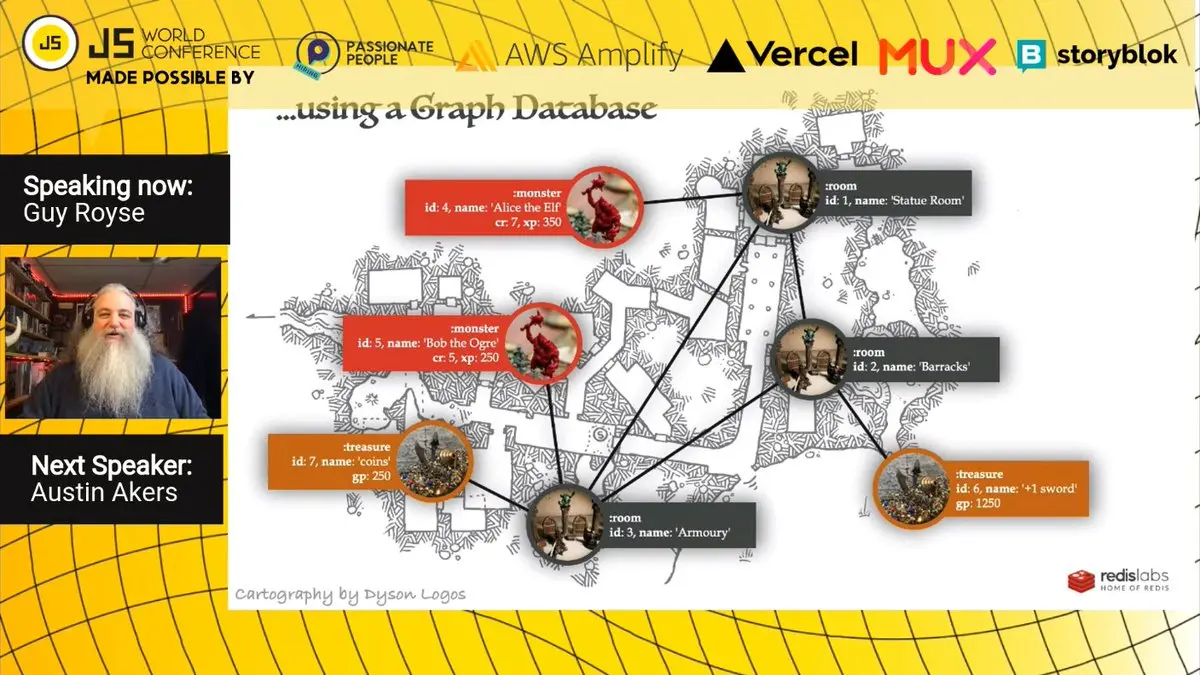 JS
JS WORLD
CONFERENCE
MADE POSSIBLE BY
P
HIRING
PASSIONATE
PEOPLE
AWS Amplify
Vercel
MUX
B storyblok
...using a Graph Database
Speaking now:
Guy Royse
Next Speaker:
Austin Akers
:monster
id: 4, name: 'Alice the Elf'
cr: 7, xp: 350
:room
id: 1, name: 'Statue Room'
:monster
id: 5, name: 'Bob the Ogre'
cr: 5, xp: 250
:room
id: 2, name: 'Barracks'
:treasure
id: 7, name: 'coins'
gp: 250
:treasure
id: 6, name: '+1 sword'
gp: 1250
:room
id: 3, name: 'Armoury'
S
Cartography by Dyson Logos
redislabs
HOME OF REDIS